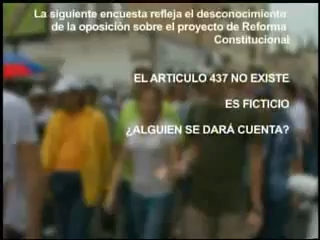 La siguiente encuesta refleja el desconocimiento
de la oposición sobre el proyecto de Reforma
Constitucional
EL ARTICULO 437 NO EXISTE
ES FICTICIO
¿ALGUIEN SE DARÁ CUENTA?